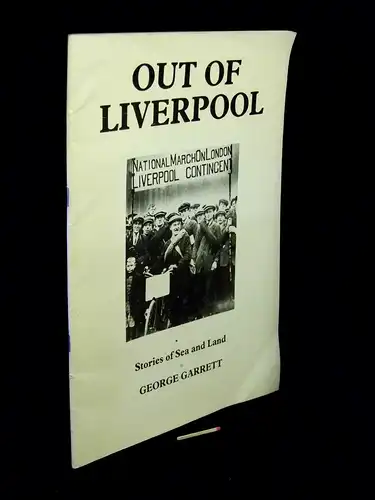 OUT OF
LIVERPOOL
NATIONAL MARCH ON LONDON
LIVERPOOL CONTINGENT
Stories of Sea and Land
GEORGE GARRETT